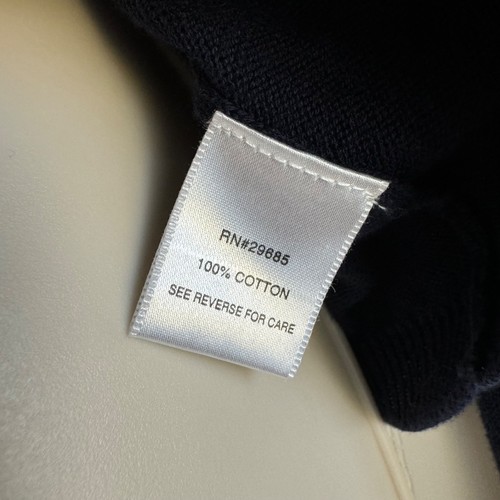 RN#29685
100% COTTON
SEE REVERSE FOR CARE